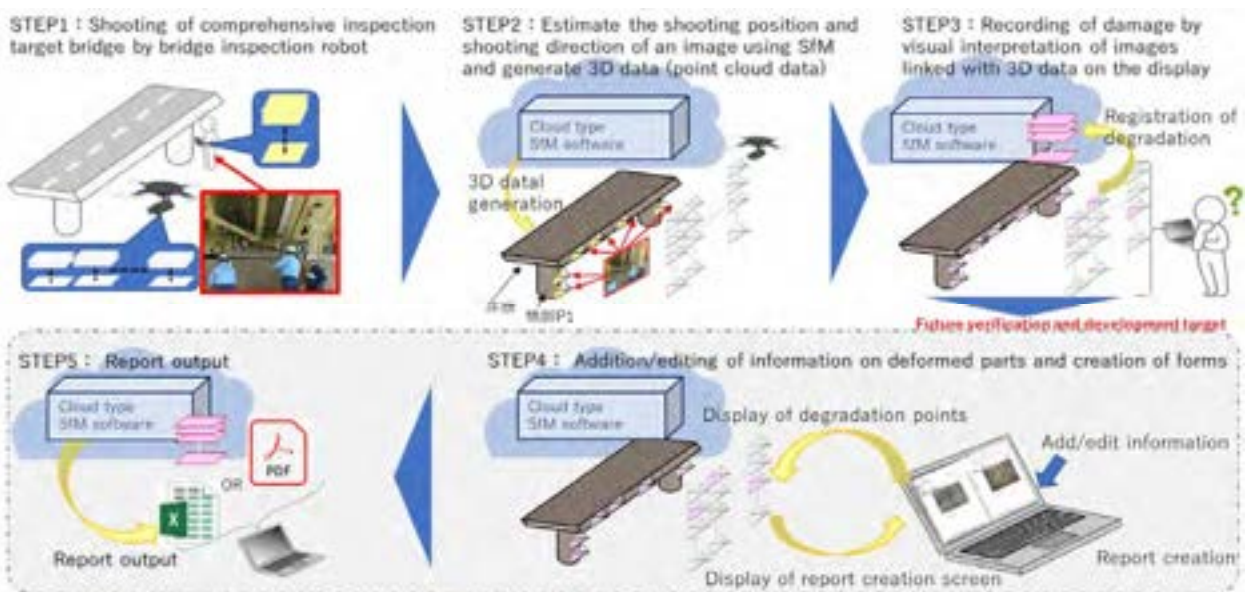 STEP1：Shooting of comprehensive inspection
target bridge by bridge inspection robot
STEP2：Estimate the shooting position and
shooting direction of an image using SfM
and generate 3D data (point cloud data)
Cloud type
SfM software
3D datal
generation
P1
STEP3：Recording of damage by
visual interpretation of images
linked with 3D data on the display
Cloud type
SfM software
Registration of
degradation
?
Future verification and development target
STEP4： Addition/editing of information on deformed parts and creation of forms
Cloud type
SfM software
Display of degradation points
Add/edit information
Report creation
Display of report creation screen
STEP5： Report output
Cloud type
SfM software
PDF
OR
X
Report output